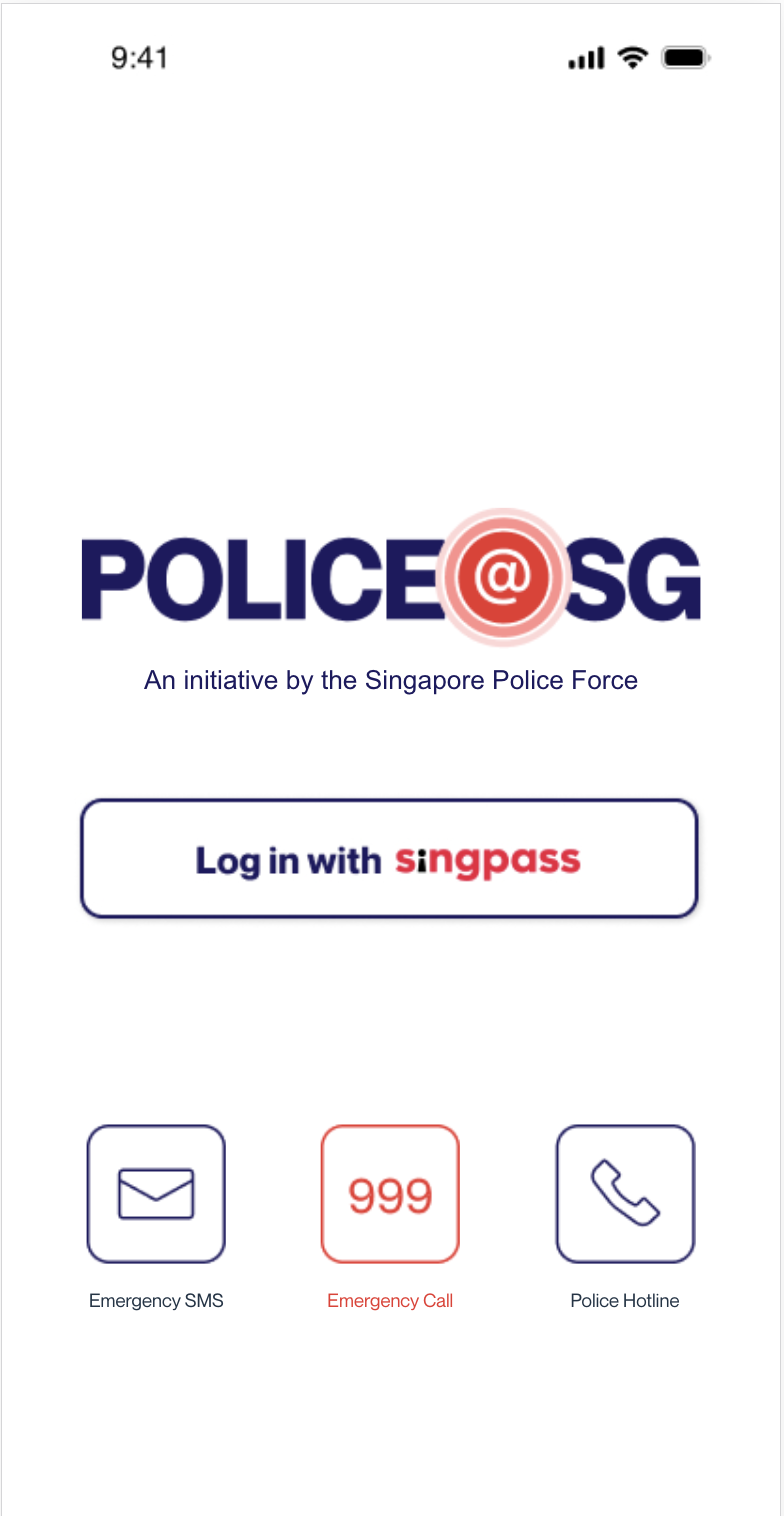 9:41
POLICE@SG
An initiative by the Singapore Police Force
Log in with singpass
999
Emergency SMS
Emergency Call
Police Hotline